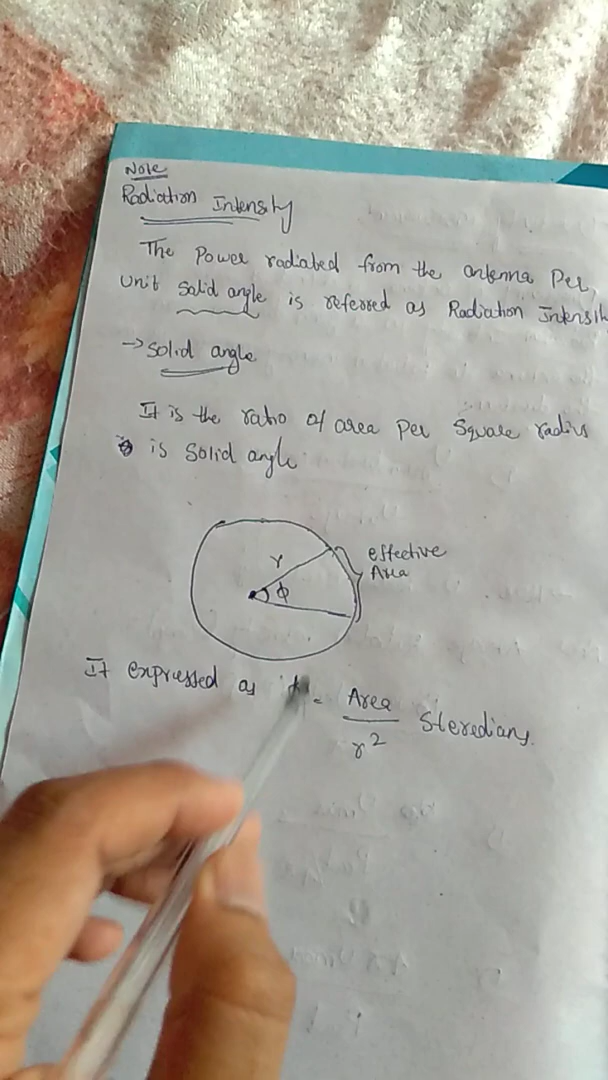 Note
Radiation Intensity
The Power radiated from the antenna Per
Unit Solid angle is referred as Radiation Intensit
→ Solid angle
It is the ratio of area Per Square radius
is Solid angle
r
ϕ
effective
Area
It expressed as = Area / r² Steredians.